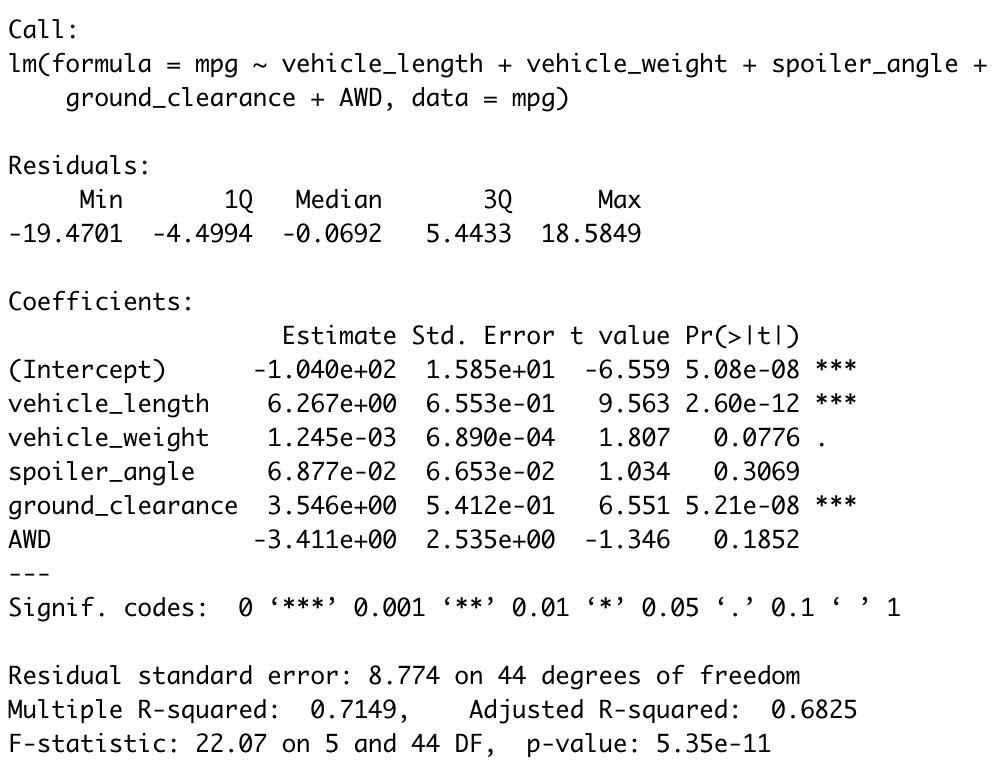 Call:
lm(formula = mpg ~ vehicle_length + vehicle_weight + spoiler_angle +
    ground_clearance + AWD, data = mpg)

Residuals:
     Min       1Q   Median       3Q      Max
-19.4701  -4.4994  -0.0692   5.4433  18.5849

Coefficients:
                   Estimate Std. Error t value Pr(>|t|)
(Intercept)      -1.040e+02  1.585e+01  -6.559 5.08e-08 ***
vehicle_length    6.267e+00  6.553e-01   9.563 2.60e-12 ***
vehicle_weight    1.245e-03  6.890e-04   1.807   0.0776 .
spoiler_angle     6.877e-02  6.653e-02   1.034   0.3069
ground_clearance  3.546e+00  5.412e-01   6.551 5.21e-08 ***
AWD              -3.411e+00  2.535e+00  -1.346   0.1852
---
Signif. codes:  0 ‘***’ 0.001 ‘**’ 0.01 ‘*’ 0.05 ‘.’ 0.1 ‘ ’ 1

Residual standard error: 8.774 on 44 degrees of freedom
Multiple R-squared:  0.7149,	Adjusted R-squared:  0.6825
F-statistic: 22.07 on 5 and 44 DF,  p-value: 5.35e-11